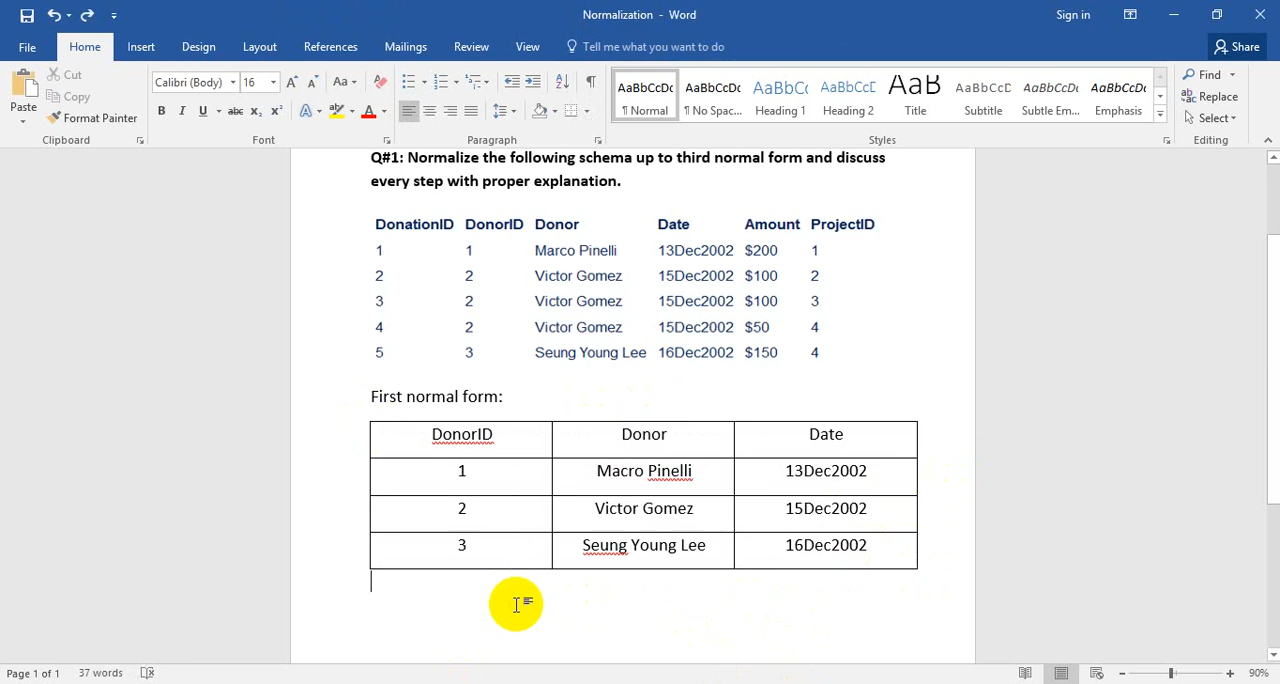 Normalization - Word
Sign in
File Home Insert Design Layout References Mailings Review View Tell me what you want to do Share
Paste
Cut
Copy
Format Painter
Clipboard
Calibri (Body) 16
Font
Paragraph
AaBbCcDc AaBbCcDc AaBbCc AaBbCc AaB AaBbCcD AaBbCcDc AaBbCcDc
¶ Normal ¶ No Spac... Heading 1 Heading 2 Title Subtitle Subtle Em... Emphasis
Styles
Find
Replace
Select
Editing
Q#1: Normalize the following schema up to third normal form and discuss
every step with proper explanation.
DonationID DonorID Donor Date Amount ProjectID
1 1 Marco Pinelli 13Dec2002 $200 1
2 2 Victor Gomez 15Dec2002 $100 2
3 2 Victor Gomez 15Dec2002 $100 3
4 2 Victor Gomez 15Dec2002 $50 4
5 3 Seung Young Lee 16Dec2002 $150 4
First normal form:
DonorID Donor Date
1 Macro Pinelli 13Dec2002
2 Victor Gomez 15Dec2002
3 Seung Young Lee 16Dec2002
Page 1 of 1 37 words 90%